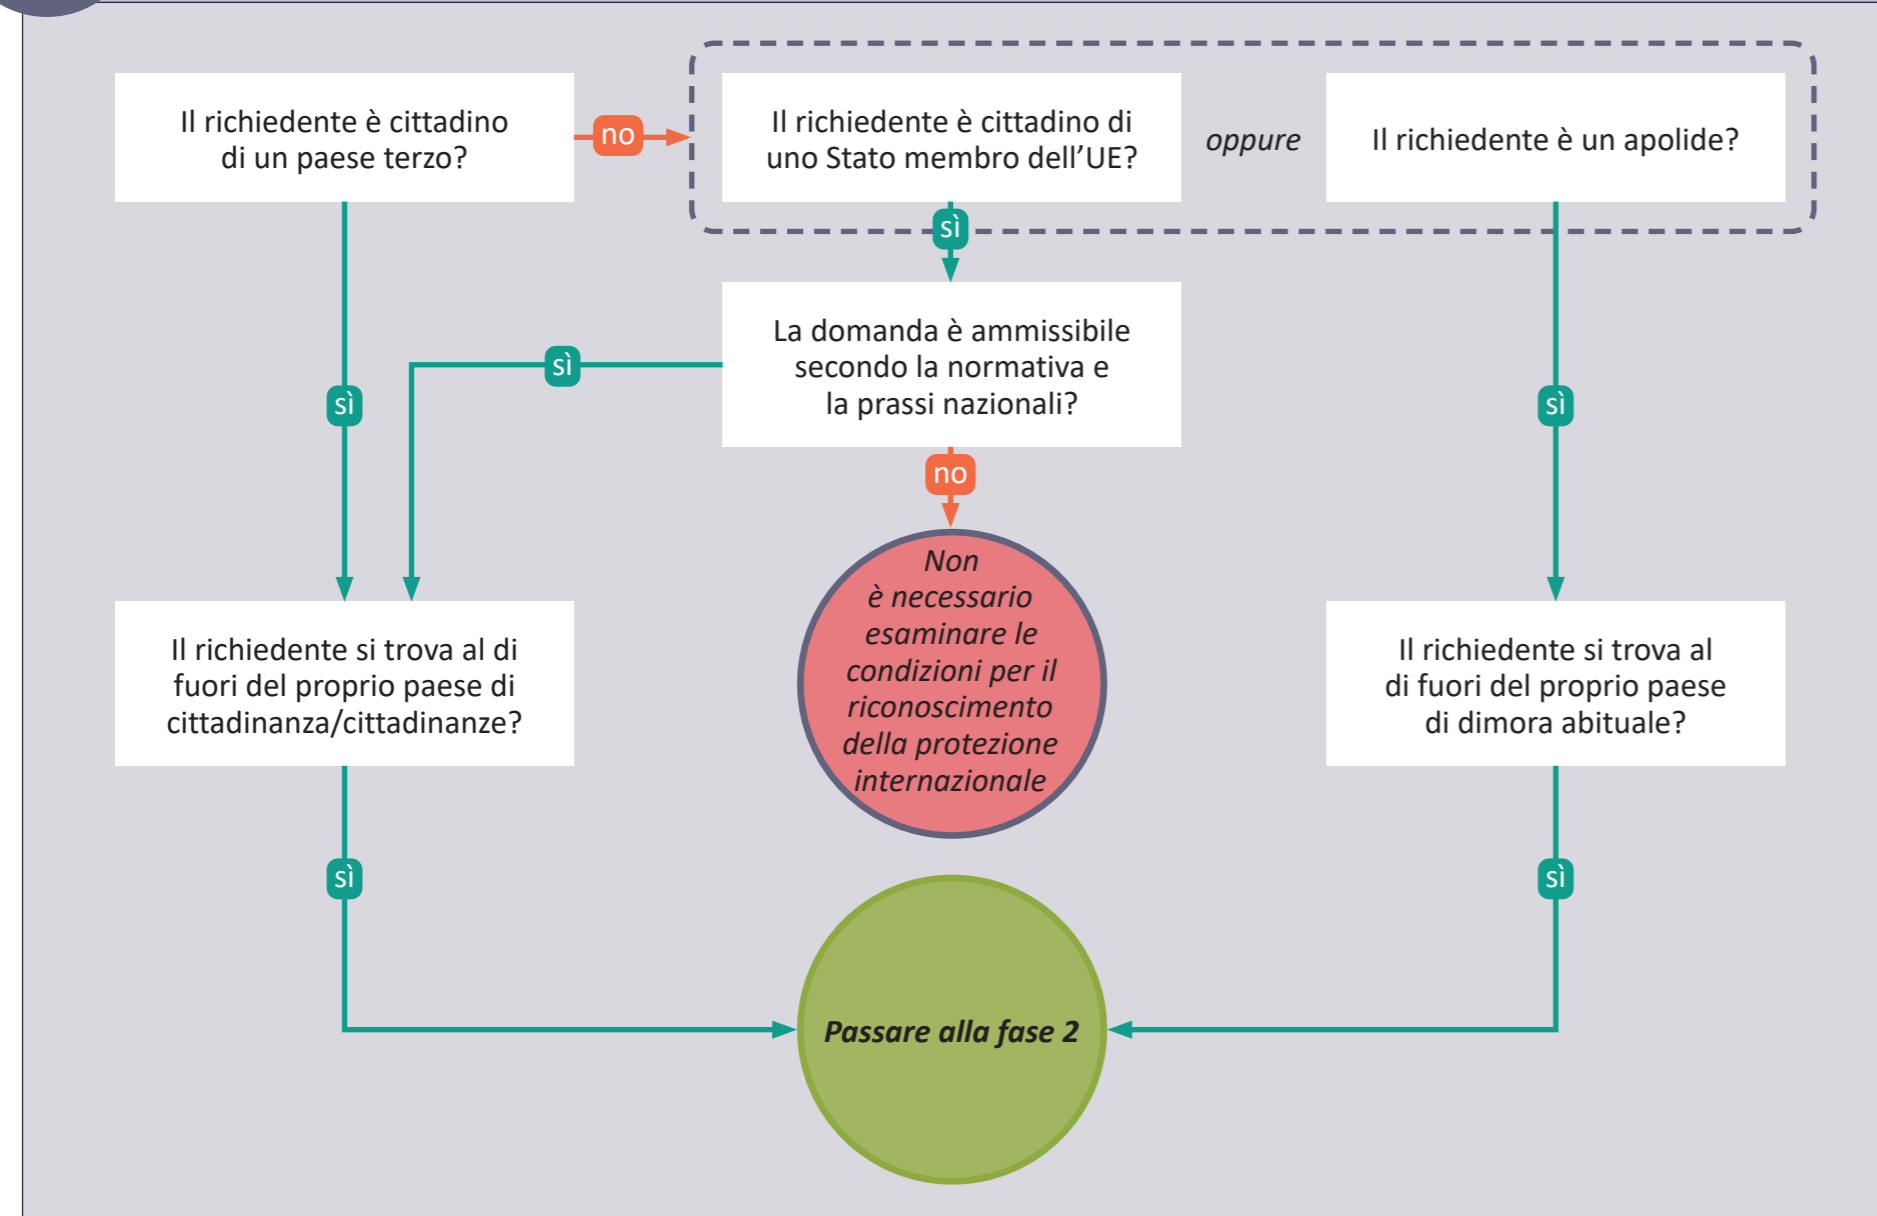 Il richiedente è cittadino
di un paese terzo?
no
Il richiedente è cittadino di
uno Stato membro dell’UE?
oppure
Il richiedente è un apolide?
sì
La domanda è ammissibile
secondo la normativa e
la prassi nazionali?
sì
sì
sì
no
Non
è necessario
esaminare le
condizioni per il
riconoscimento
della protezione
internazionale
Il richiedente si trova al di
fuori del proprio paese di
cittadinanza/cittadinanze?
Il richiedente si trova al
di fuori del proprio paese
di dimora abituale?
sì
sì
Passare alla fase 2